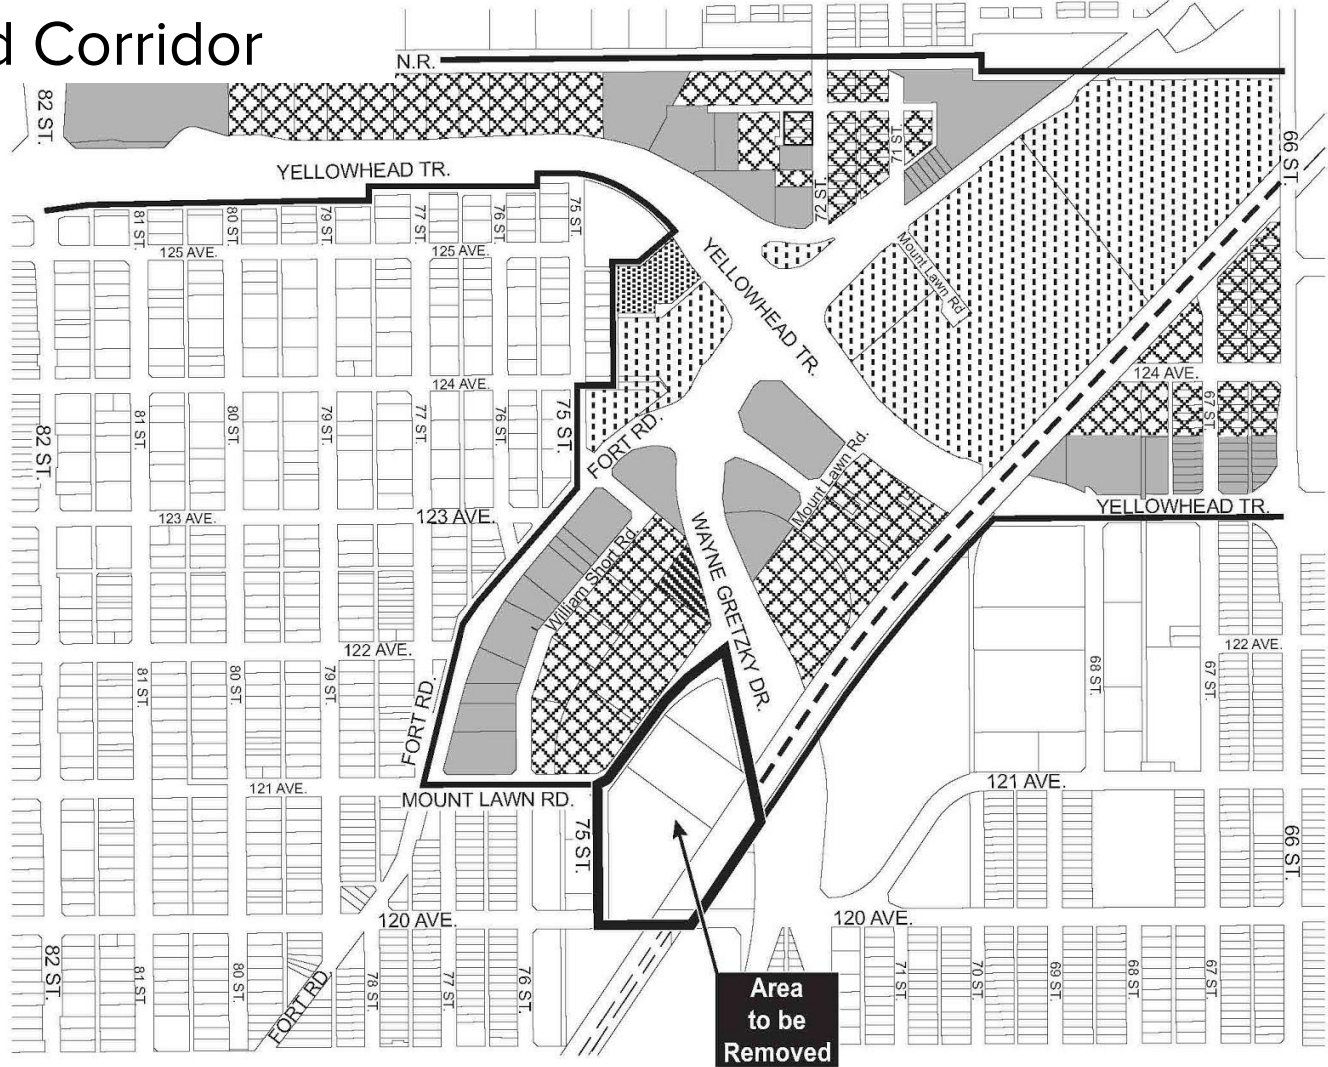 d Corridor
N.R.
82 ST.
66 ST.
YELLOWHEAD TR.
71 ST.
72 ST.
81 ST.
80 ST.
79 ST.
77 ST.
76 ST.
75 ST.
125 AVE.
125 AVE.
YELLOWHEAD TR.
Mount Lawn Rd
124 AVE.
124 AVE.
82 ST.
81 ST.
80 ST.
79 ST.
77 ST.
76 ST.
75 ST.
67 ST.
FORT RD.
Mount Lawn Rd.
YELLOWHEAD TR.
123 AVE.
123 AVE.
WAYNE GRETZKY DR.
William Short Rd.
122 AVE.
122 AVE.
81 ST.
80 ST.
79 ST.
68 ST.
67 ST.
FORT RD.
121 AVE.
121 AVE.
MOUNT LAWN RD.
75 ST.
66 ST.
120 AVE.
120 AVE.
82 ST.
81 ST.
80 ST.
FORT RD
78 ST.
77 ST.
76 ST.
71 ST.
70 ST.
69 ST.
68 ST.
67 ST.
Area
to be
Removed